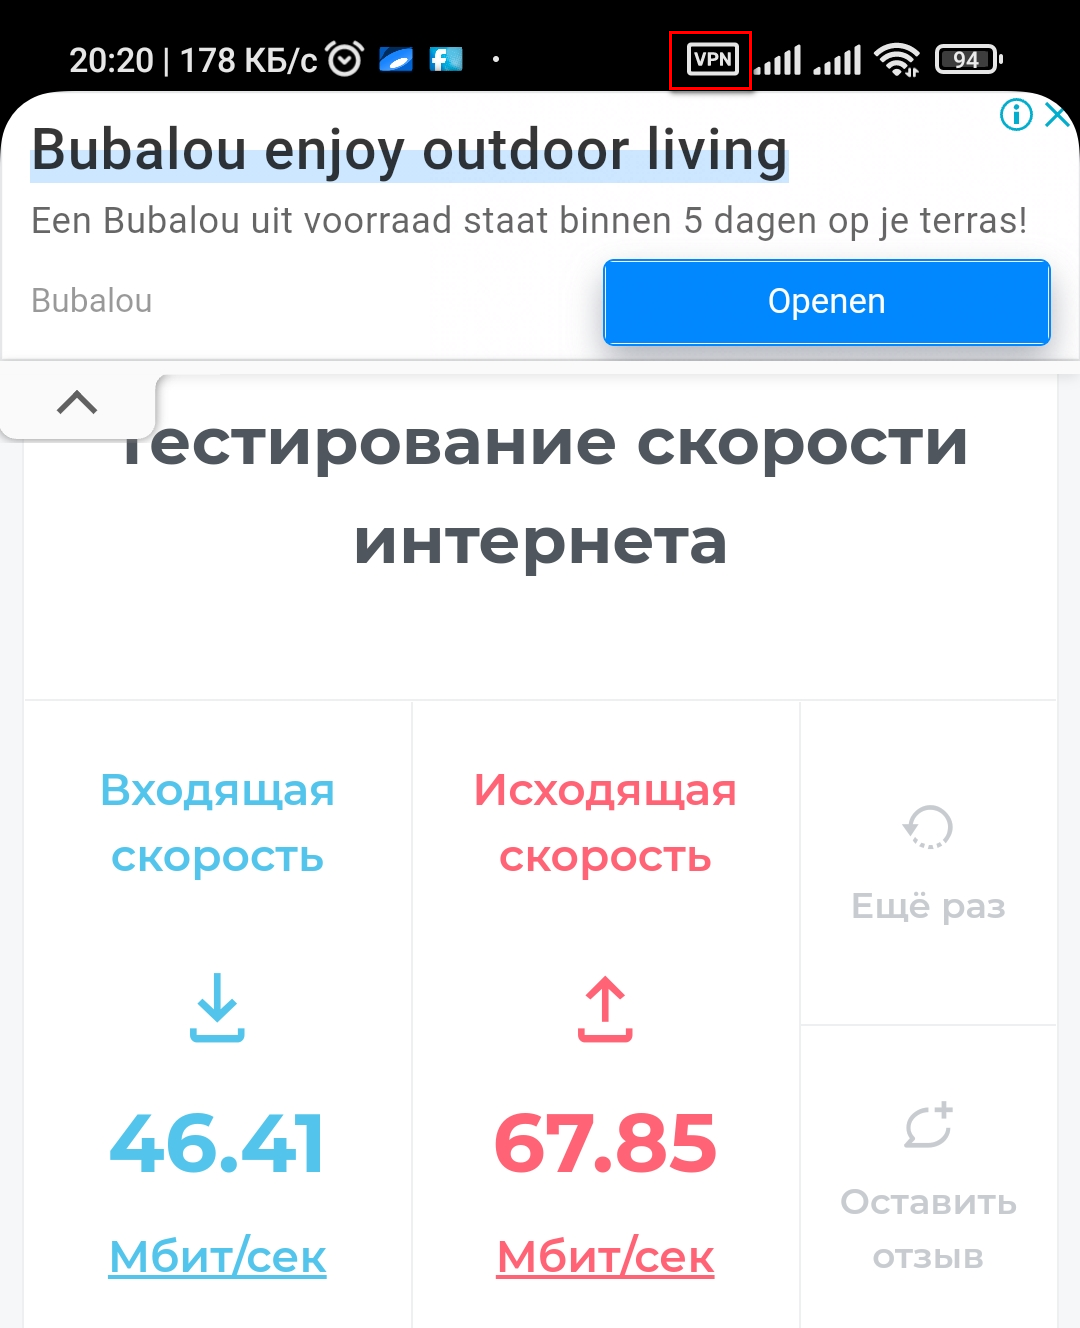 20:20 | 178 КБ/с VPN 94
Bubalou enjoy outdoor living
Een Bubalou uit voorraad staat binnen 5 dagen op je terras!
Bubalou
Openen
Тестирование скорости
интернета
Входящая
скорость
46.41
Мбит/сек
Исходящая
скорость
67.85
Мбит/сек
Ещё раз
Оставить
отзыв